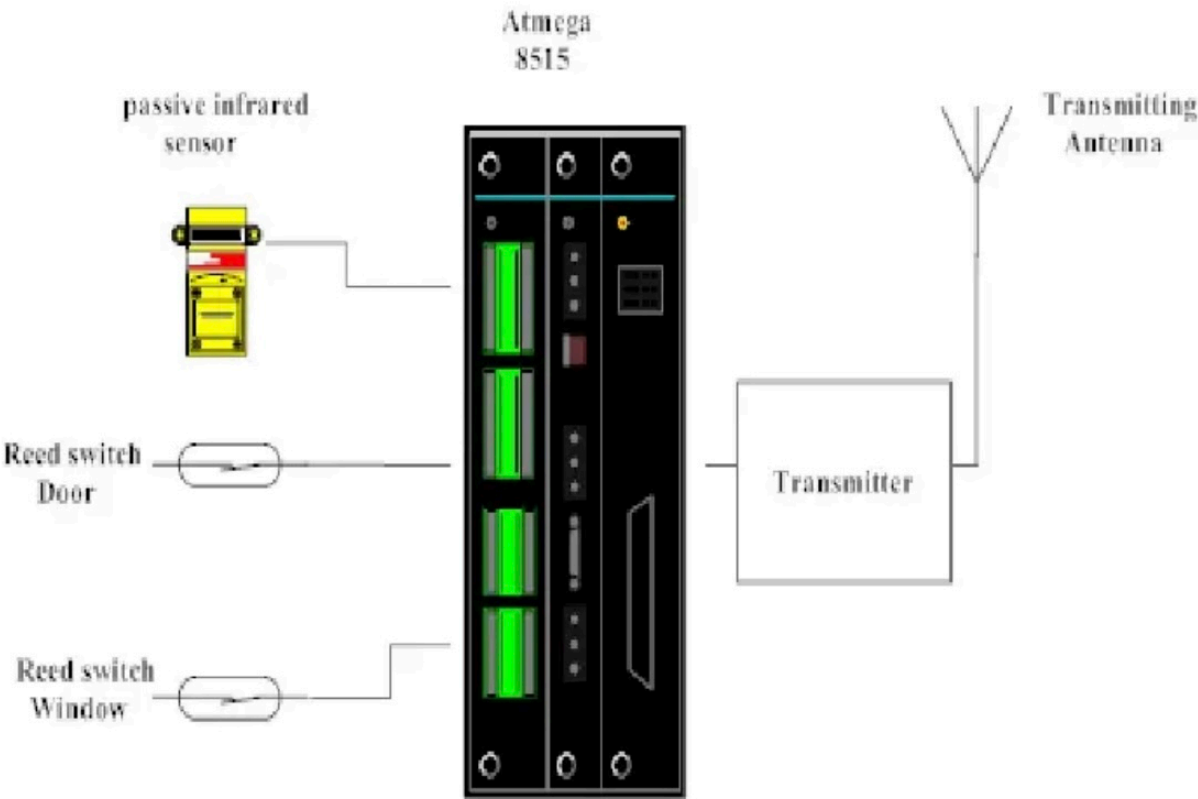 Atmega
8515
passive infrared
sensor
Transmitting
Antenna
Reed switch
Door
Transmitter
Reed switch
Window